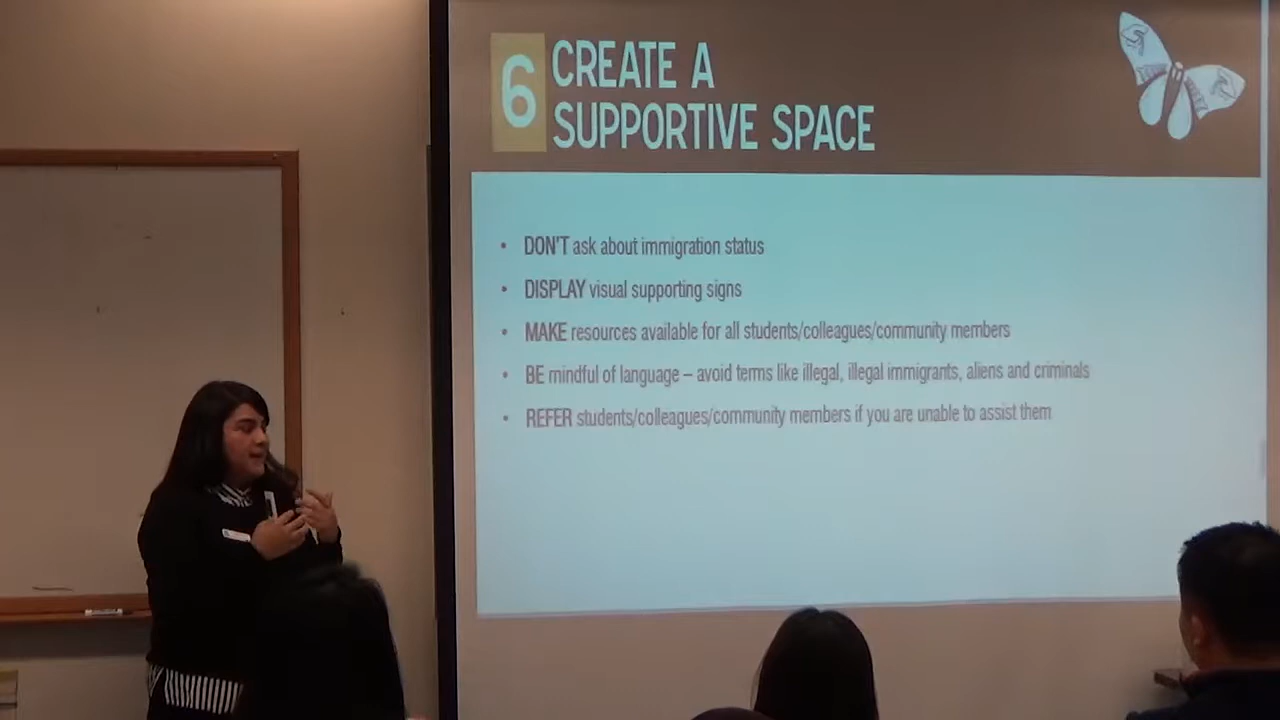 6 CREATE A
SUPPORTIVE SPACE
• DON'T ask about immigration status
• DISPLAY visual supporting signs
• MAKE resources available for all students/colleagues/community members
• BE mindful of language – avoid terms like illegal, illegal immigrants, aliens and criminals
• REFER students/colleagues/community members if you are unable to assist them